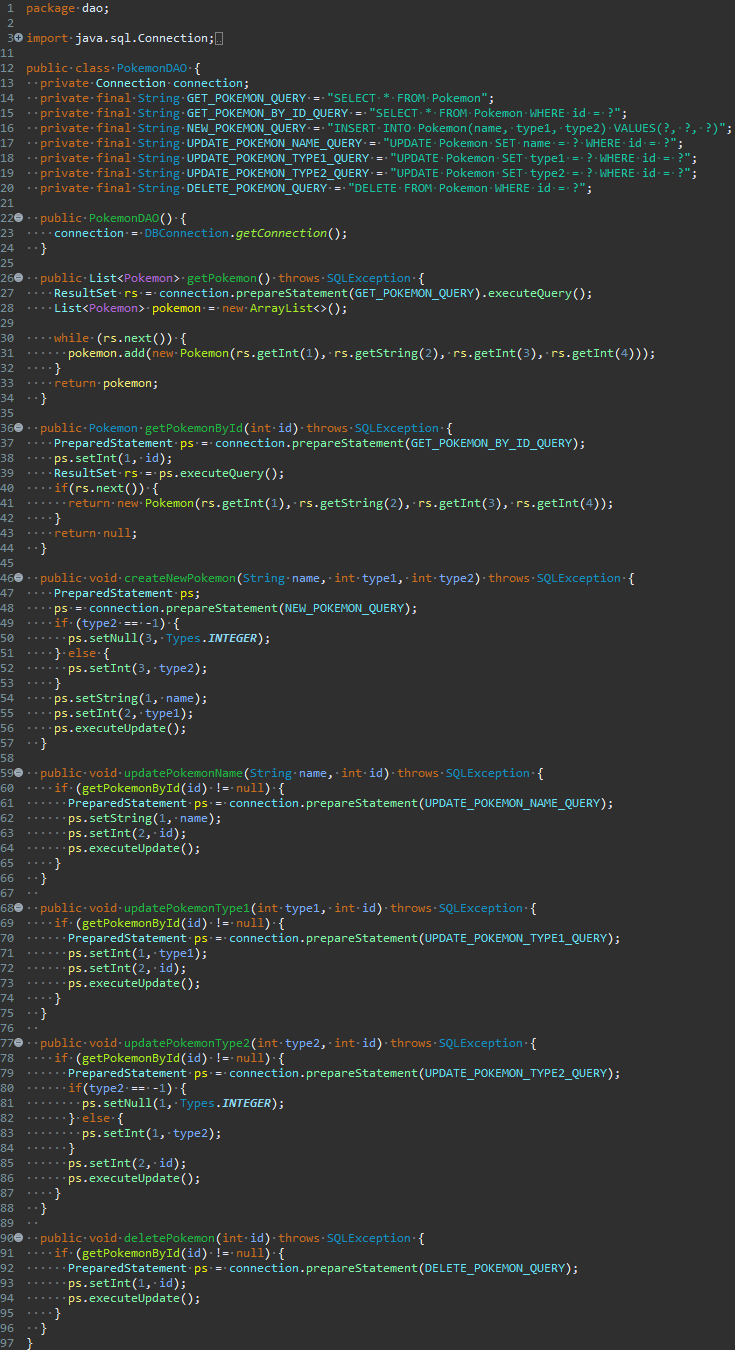 1 package dao;
2
3 import java.sql.Connection;
11
12 public class PokemonDAO {
13   private Connection connection;
14   private final String GET_POKEMON_QUERY = "SELECT * FROM Pokemon";
15   private final String GET_POKEMON_BY_ID_QUERY = "SELECT * FROM Pokemon WHERE id = ?";
16   private final String NEW_POKEMON_QUERY = "INSERT INTO Pokemon(name, type1, type2) VALUES(?, ?, ?)";
17   private final String UPDATE_POKEMON_NAME_QUERY = "UPDATE Pokemon SET name = ? WHERE id = ?";
18   private final String UPDATE_POKEMON_TYPE1_QUERY = "UPDATE Pokemon SET type1 = ? WHERE id = ?";
19   private final String UPDATE_POKEMON_TYPE2_QUERY = "UPDATE Pokemon SET type2 = ? WHERE id = ?";
20   private final String DELETE_POKEMON_QUERY = "DELETE FROM Pokemon WHERE id = ?";
21
22   public PokemonDAO() {
23     connection = DBConnection.getConnection();
24   }
25
26   public List<Pokemon> getPokemon() throws SQLException {
27     ResultSet rs = connection.prepareStatement(GET_POKEMON_QUERY).executeQuery();
28     List<Pokemon> pokemon = new ArrayList<>();
29
30     while (rs.next()) {
31       pokemon.add(new Pokemon(rs.getInt(1), rs.getString(2), rs.getInt(3), rs.getInt(4)));
32     }
33     return pokemon;
34   }
35
36   public Pokemon getPokemonById(int id) throws SQLException {
37     PreparedStatement ps = connection.prepareStatement(GET_POKEMON_BY_ID_QUERY);
38     ps.setInt(1, id);
39     ResultSet rs = ps.executeQuery();
40     if(rs.next()) {
41       return new Pokemon(rs.getInt(1), rs.getString(2), rs.getInt(3), rs.getInt(4));
42     }
43     return null;
44   }
45
46   public void createNewPokemon(String name, int type1, int type2) throws SQLException {
47     PreparedStatement ps;
48     ps = connection.prepareStatement(NEW_POKEMON_QUERY);
49     if (type2 == -1) {
50       ps.setNull(3, Types.INTEGER);
51     } else {
52       ps.setInt(3, type2);
53     }
54     ps.setString(1, name);
55     ps.setInt(2, type1);
56     ps.executeUpdate();
57   }
58
59   public void updatePokemonName(String name, int id) throws SQLException {
60     if (getPokemonById(id) != null) {
61       PreparedStatement ps = connection.prepareStatement(UPDATE_POKEMON_NAME_QUERY);
62       ps.setString(1, name);
63       ps.setInt(2, id);
64       ps.executeUpdate();
65     }
66   }
67
68   public void updatePokemonType1(int type1, int id) throws SQLException {
69     if (getPokemonById(id) != null) {
70       PreparedStatement ps = connection.prepareStatement(UPDATE_POKEMON_TYPE1_QUERY);
71       ps.setInt(1, type1);
72       ps.setInt(2, id);
73       ps.executeUpdate();
74     }
75   }
76
77   public void updatePokemonType2(int type2, int id) throws SQLException {
78     if (getPokemonById(id) != null) {
79       PreparedStatement ps = connection.prepareStatement(UPDATE_POKEMON_TYPE2_QUERY);
80       if(type2 == -1) {
81         ps.setNull(1, Types.INTEGER);
82       } else {
83         ps.setInt(1, type2);
84       }
85       ps.setInt(2, id);
86       ps.executeUpdate();
87     }
88   }
89
90   public void deletePokemon(int id) throws SQLException {
91     if (getPokemonById(id) != null) {
92       PreparedStatement ps = connection.prepareStatement(DELETE_POKEMON_QUERY);
93       ps.setInt(1, id);
94       ps.executeUpdate();
95     }
96   }
97 }